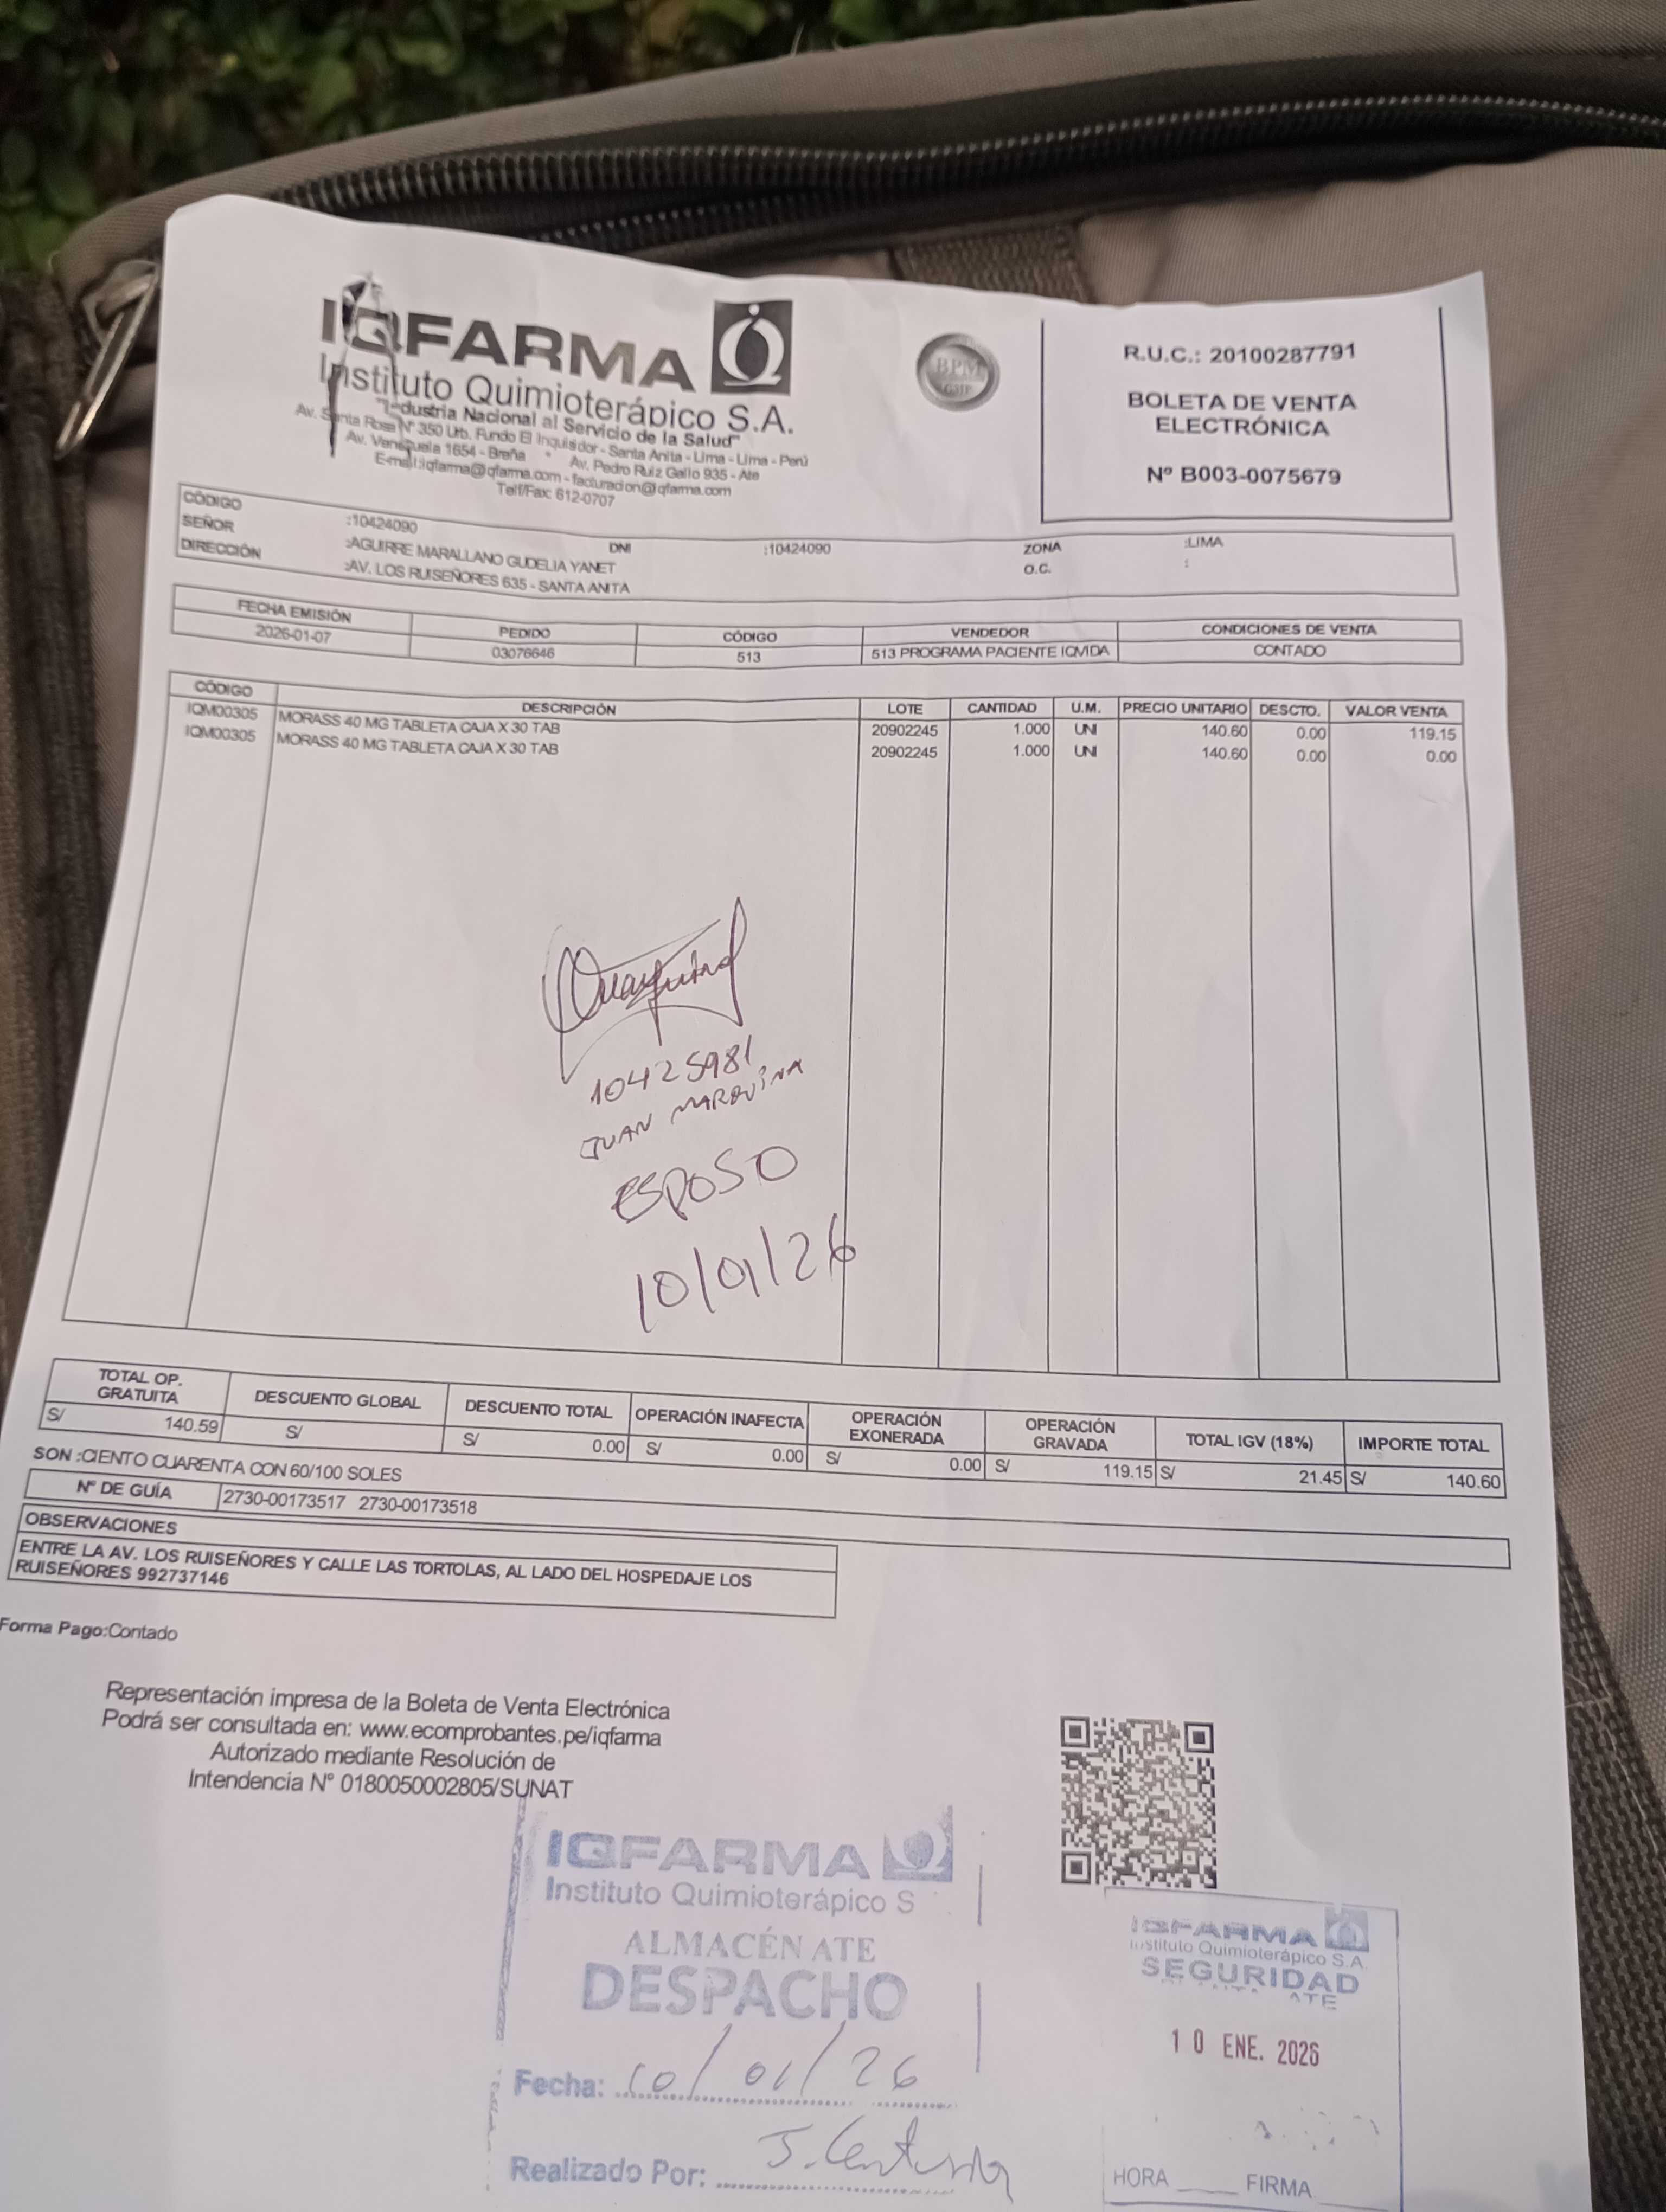 IQFARMA
Instituto Quimioterápico S.A.
"Industria Nacional al Servicio de la Salud"
Av. Santa Rosa N° 350 Urb. Fundo El Inquisidor - Santa Anita - Lima - Lima - Perú
Av. Venezuela 1654 - Breña * Av. Pedro Ruiz Gallo 935 - Ate
E-mail:iqfarma@iqfarma.com - facturacion@iqfarma.com
Telf/Fax: 612-0707
BPM
GMP
R.U.C.: 20100287791
BOLETA DE VENTA
ELECTRÓNICA
N° B003-0075679
CÓDIGO :10424090
SEÑOR :AGUIRRE MARALLANO GUDELIA YANET DNI :10424090 ZONA :LIMA
DIRECCIÓN :AV. LOS RUISEÑORES 635 - SANTA ANITA O.C. :
FECHA EMISIÓN PEDIDO CÓDIGO VENDEDOR CONDICIONES DE VENTA
2026-01-07 03076646 513 513 PROGRAMA PACIENTE IQVIDA CONTADO
CÓDIGO DESCRIPCIÓN LOTE CANTIDAD U.M. PRECIO UNITARIO DESCTO. VALOR VENTA
IQM00305 MORASS 40 MG TABLETA CAJA X 30 TAB 20902245 1.000 UNI 140.60 0.00 119.15
IQM00305 MORASS 40 MG TABLETA CAJA X 30 TAB 20902245 1.000 UNI 140.60 0.00 0.00
10425981
JUAN MARQUINA
ESPOSO
10/01/26
TOTAL OP. GRATUITA DESCUENTO GLOBAL DESCUENTO TOTAL OPERACIÓN INAFECTA OPERACIÓN EXONERADA OPERACIÓN GRAVADA TOTAL IGV (18%) IMPORTE TOTAL
S/ 140.59 S/ S/ 0.00 S/ 0.00 S/ 0.00 S/ 119.15 S/ 21.45 S/ 140.60
SON :CIENTO CUARENTA CON 60/100 SOLES
N° DE GUÍA 2730-00173517 2730-00173518
OBSERVACIONES
ENTRE LA AV. LOS RUISEÑORES Y CALLE LAS TORTOLAS, AL LADO DEL HOSPEDAJE LOS
RUISEÑORES 992737146
Forma Pago:Contado
Representación impresa de la Boleta de Venta Electrónica
Podrá ser consultada en: www.ecomprobantes.pe/iqfarma
Autorizado mediante Resolución de
Intendencia N° 0180050002805/SUNAT
IQFARMA
Instituto Quimioterápico S
ALMACÉN ATE
DESPACHO
Fecha: 10/01/26
Realizado Por: J.
IQFARMA
Instituto Quimioterápico S.A.
SEGURIDAD
ATE
10 ENE. 2026
HORA FIRMA